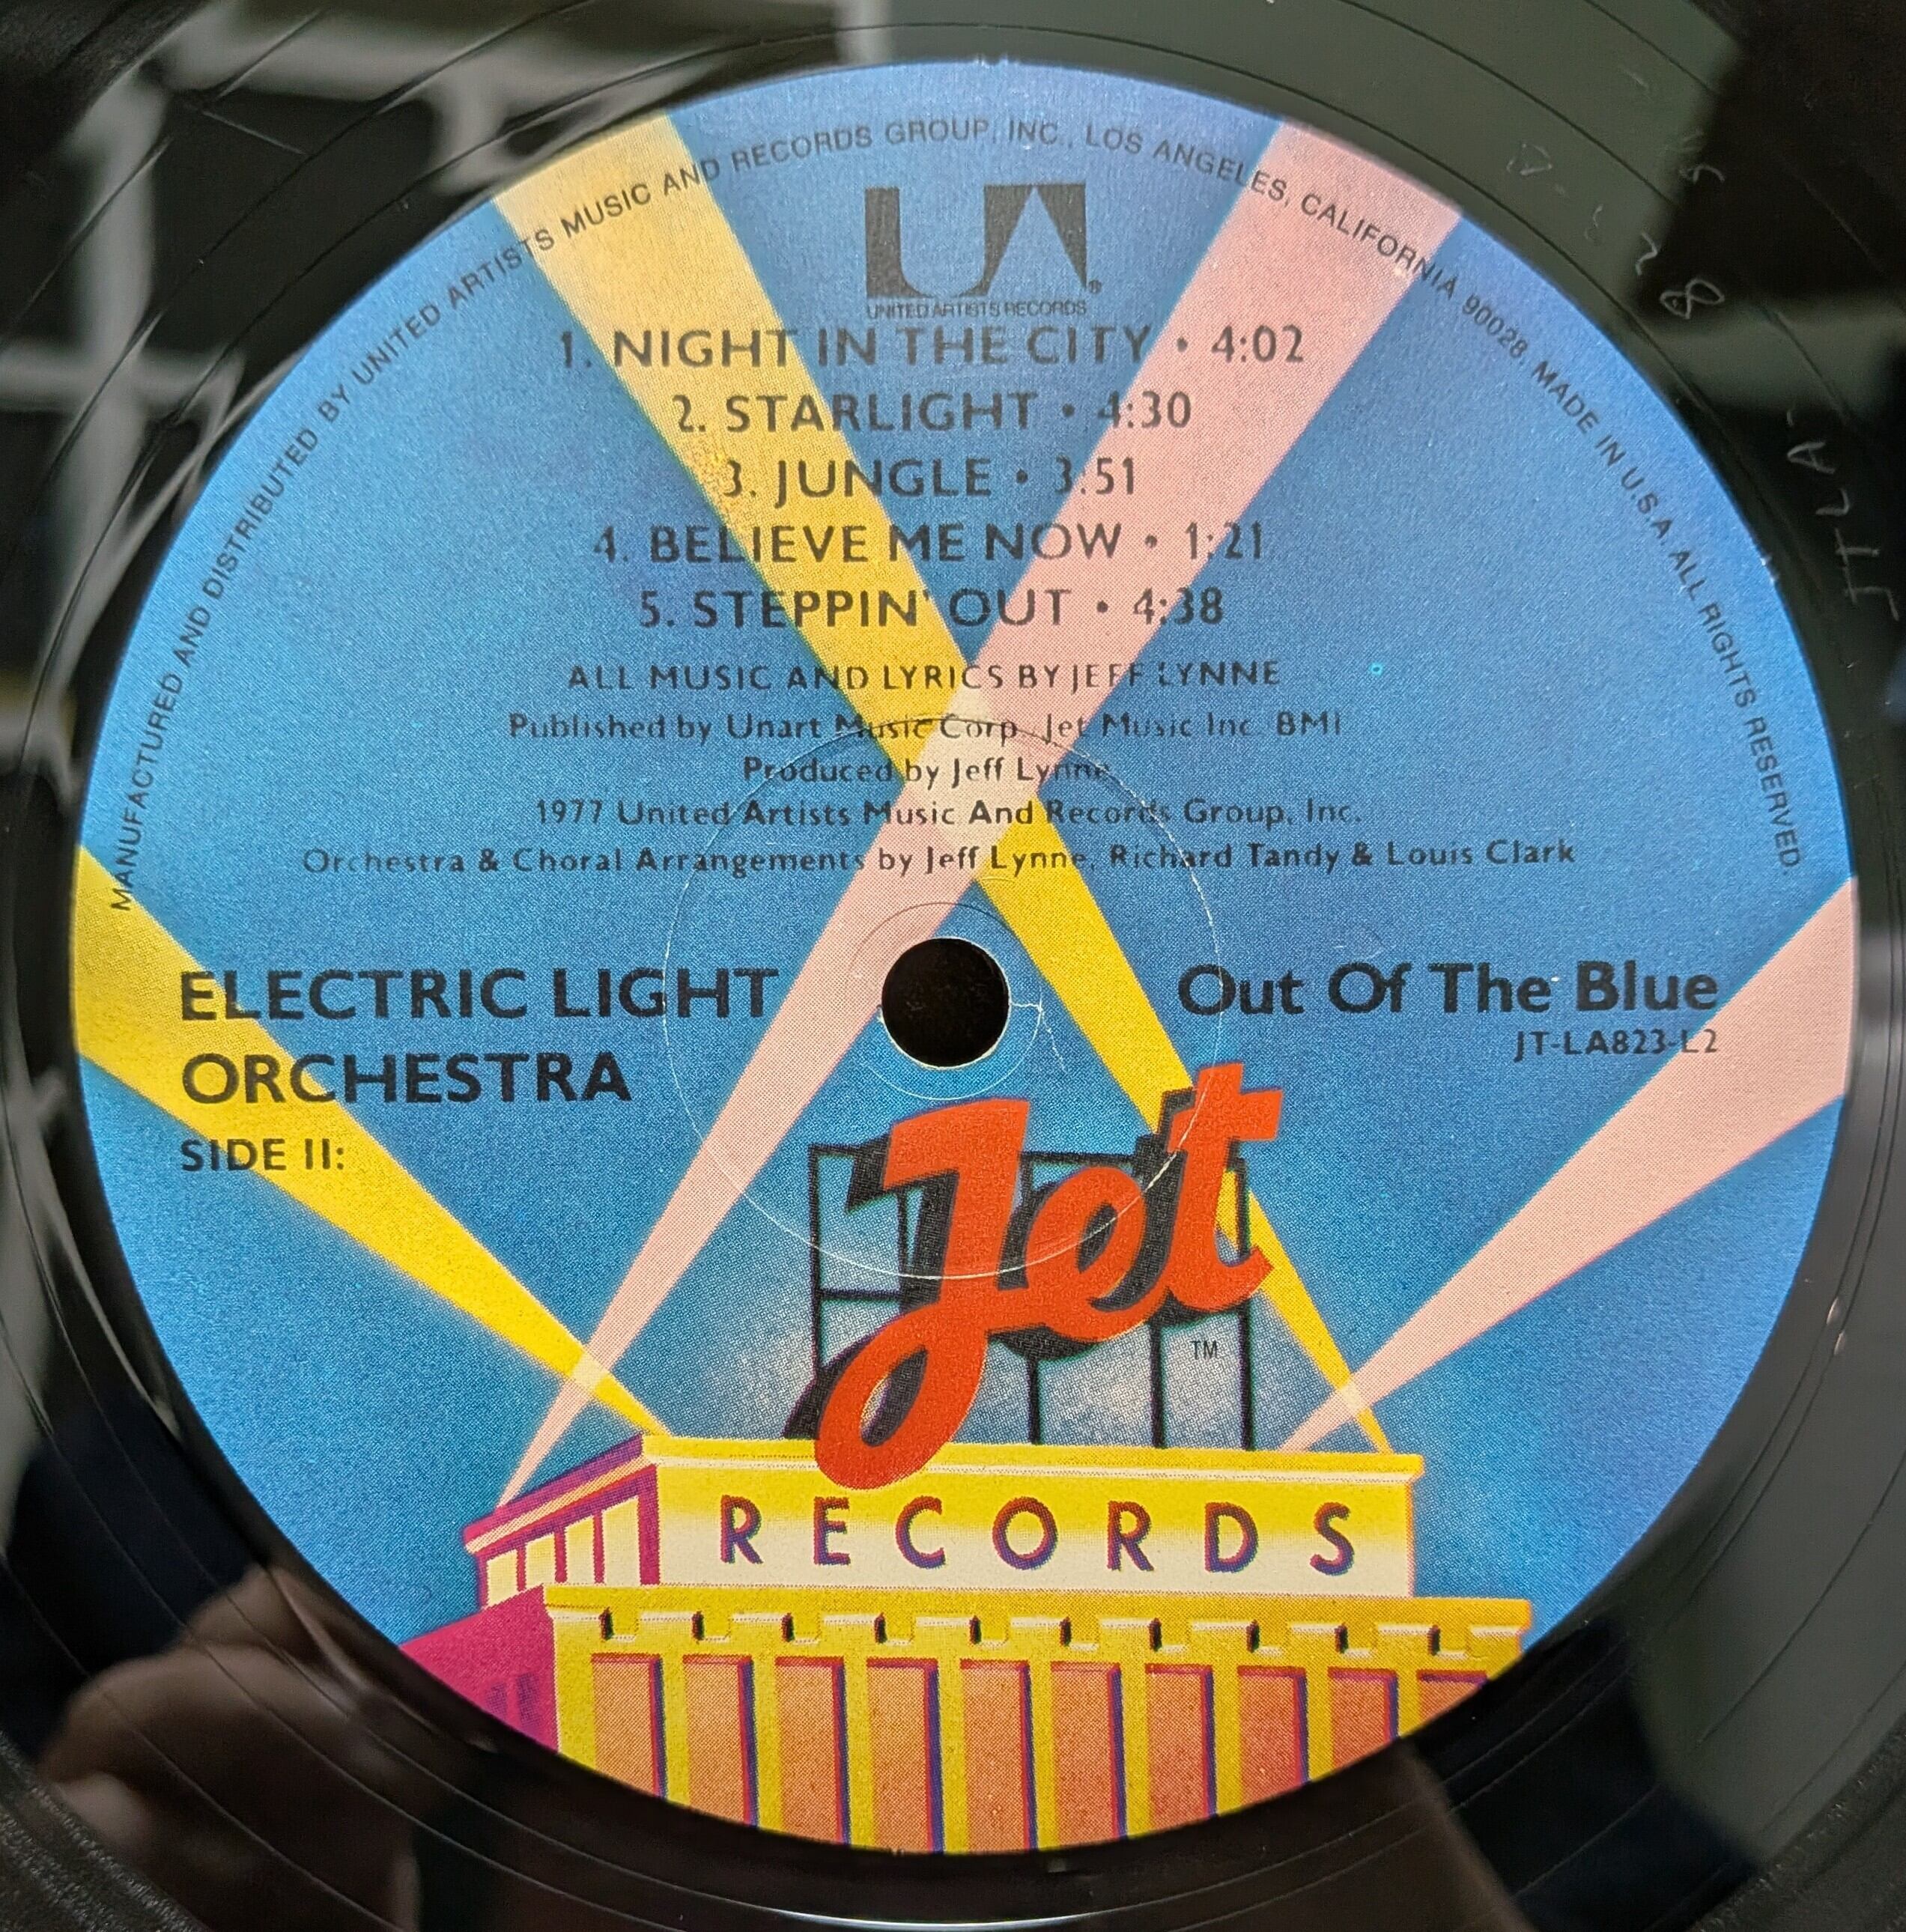 MANUFACTURED AND DISTRIBUTED BY UNITED ARTISTS MUSIC AND RECORDS GROUP, INC., LOS ANGELES, CALIFORNIA 90028. MADE IN U.S.A. ALL RIGHTS RESERVED.
UA®
UNITED ARTISTS RECORDS
1. NIGHT IN THE CITY • 4:02
2. STARLIGHT • 4:30
3. JUNGLE • 3:51
4. BELIEVE ME NOW • 1:21
5. STEPPIN' OUT • 4:38
ALL MUSIC AND LYRICS BY JEFF LYNNE
Published by Unart Music Corp. Jet Music Inc. BMI
Produced by Jeff Lynne
1977 United Artists Music And Records Group, Inc.
Orchestra & Choral Arrangements by Jeff Lynne, Richard Tandy & Louis Clark
ELECTRIC LIGHT
ORCHESTRA
SIDE II:
Out Of The Blue
JT-LA823-L2
Jet
TM
RECORDS
JTLA-